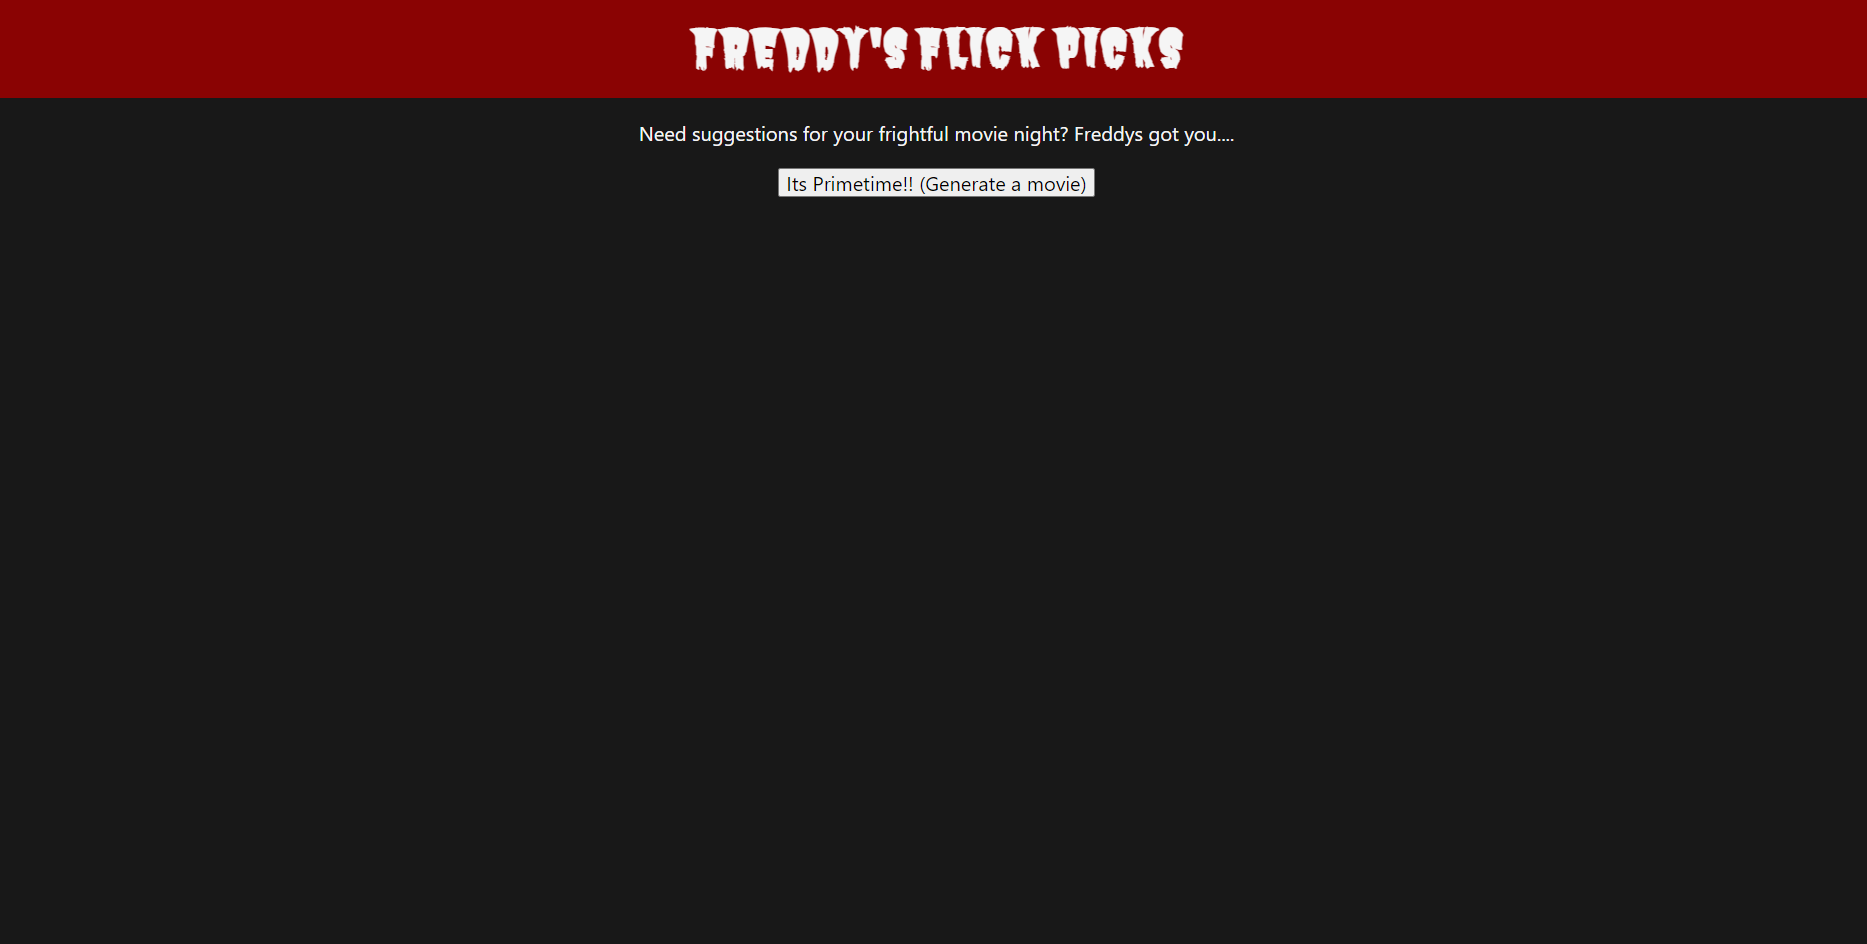 FREDDY'S FLICK PICKS
Need suggestions for your frightful movie night? Freddys got you....
Its Primetime!! (Generate a movie)